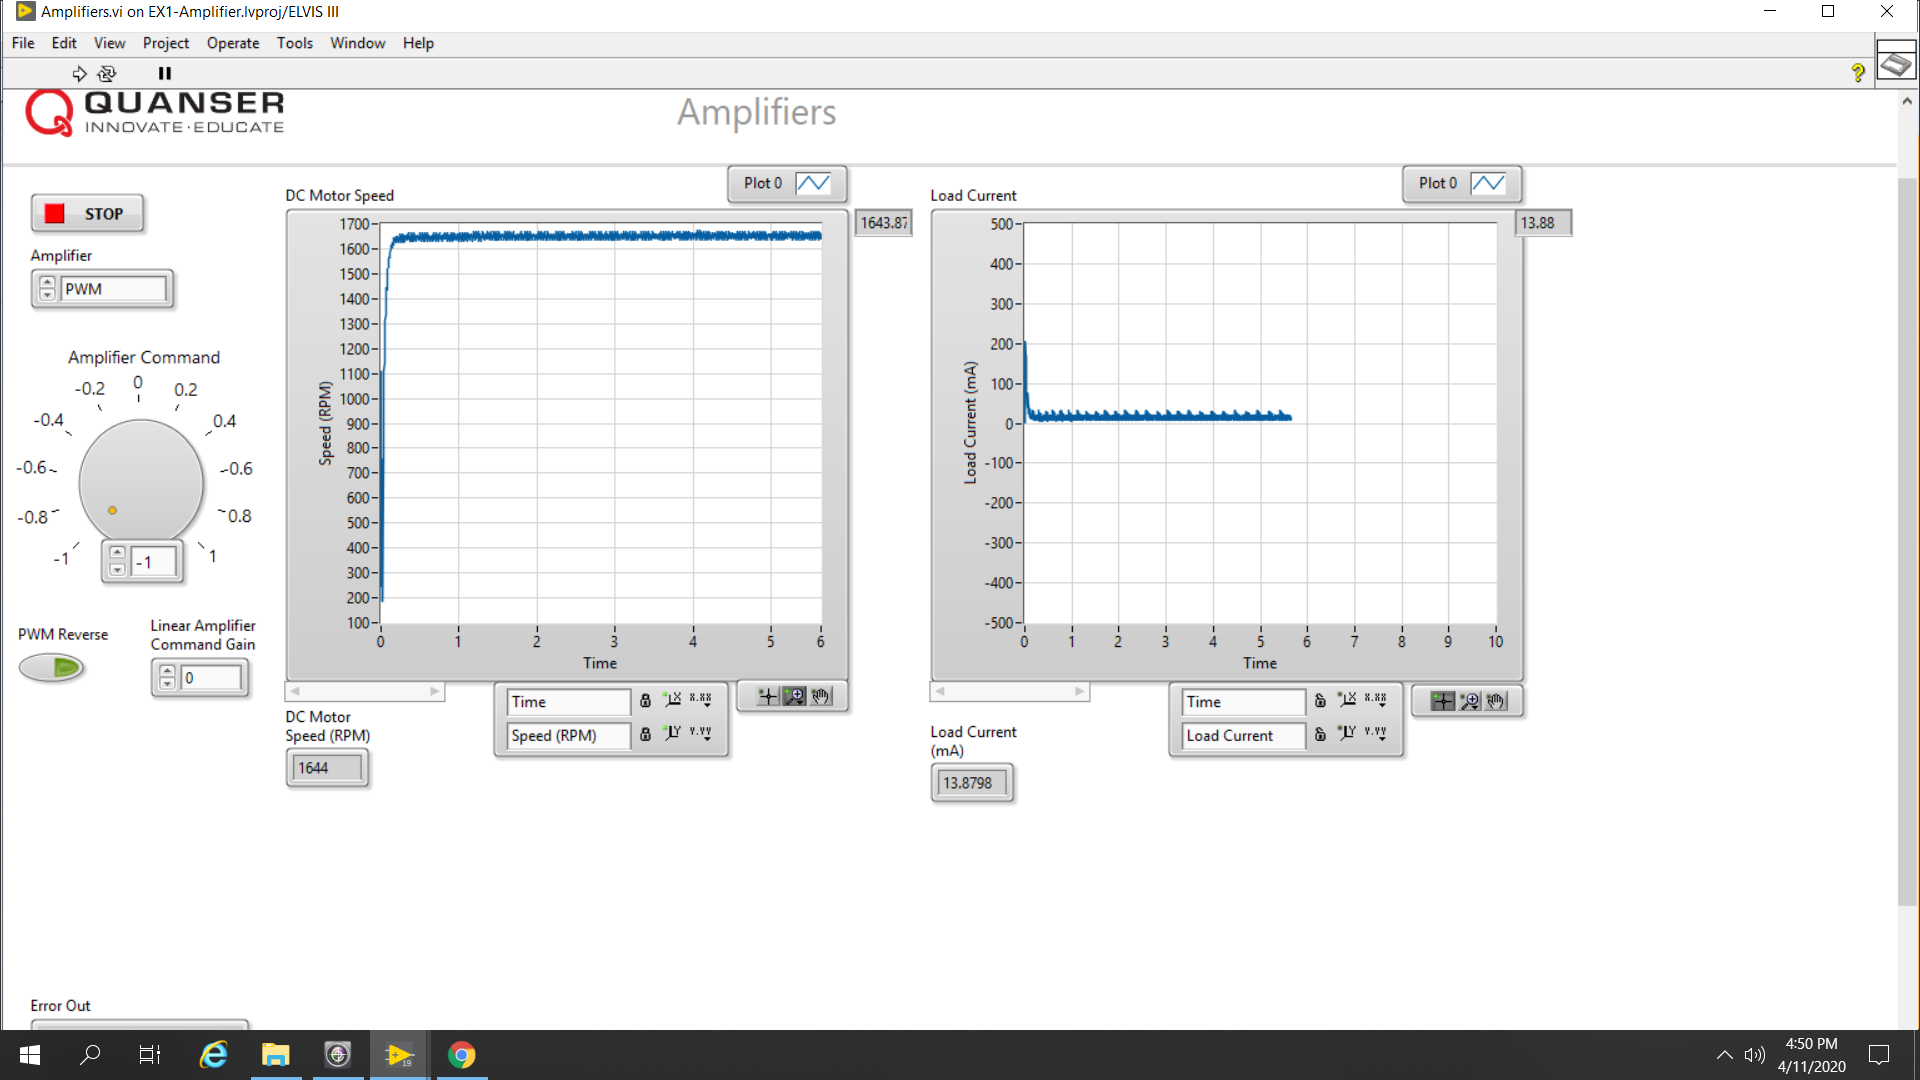 Amplifiers.vi on EX1-Amplifier.lvproj/ELVIS III
File Edit View Project Operate Tools Window Help
QUANSER
INNOVATE·EDUCATE
Amplifiers
STOP
Amplifier
PWM
Amplifier Command
-1
-0.8
-0.6
-0.4
-0.2
0
0.2
0.4
-0.6
0.8
1
-1
PWM Reverse
Linear Amplifier
Command Gain
0
DC Motor Speed
Plot 0
1643.87
Speed (RPM)
1700
1600
1500
1400
1300
1200
1100
1000
900
800
700
600
500
400
300
200
100
0 1 2 3 4 5 6
Time
Time
Speed (RPM)
X.XX
Y.YY
DC Motor
Speed (RPM)
1644
Load Current
Plot 0
13.88
Load Current (mA)
500
400
300
200
100
0
-100
-200
-300
-400
-500
0 1 2 3 4 5 6 7 8 9 10
Time
Time
Load Current
X.XX
Y.YY
Load Current
(mA)
13.8798
Error Out
19
4:50 PM
4/11/2020